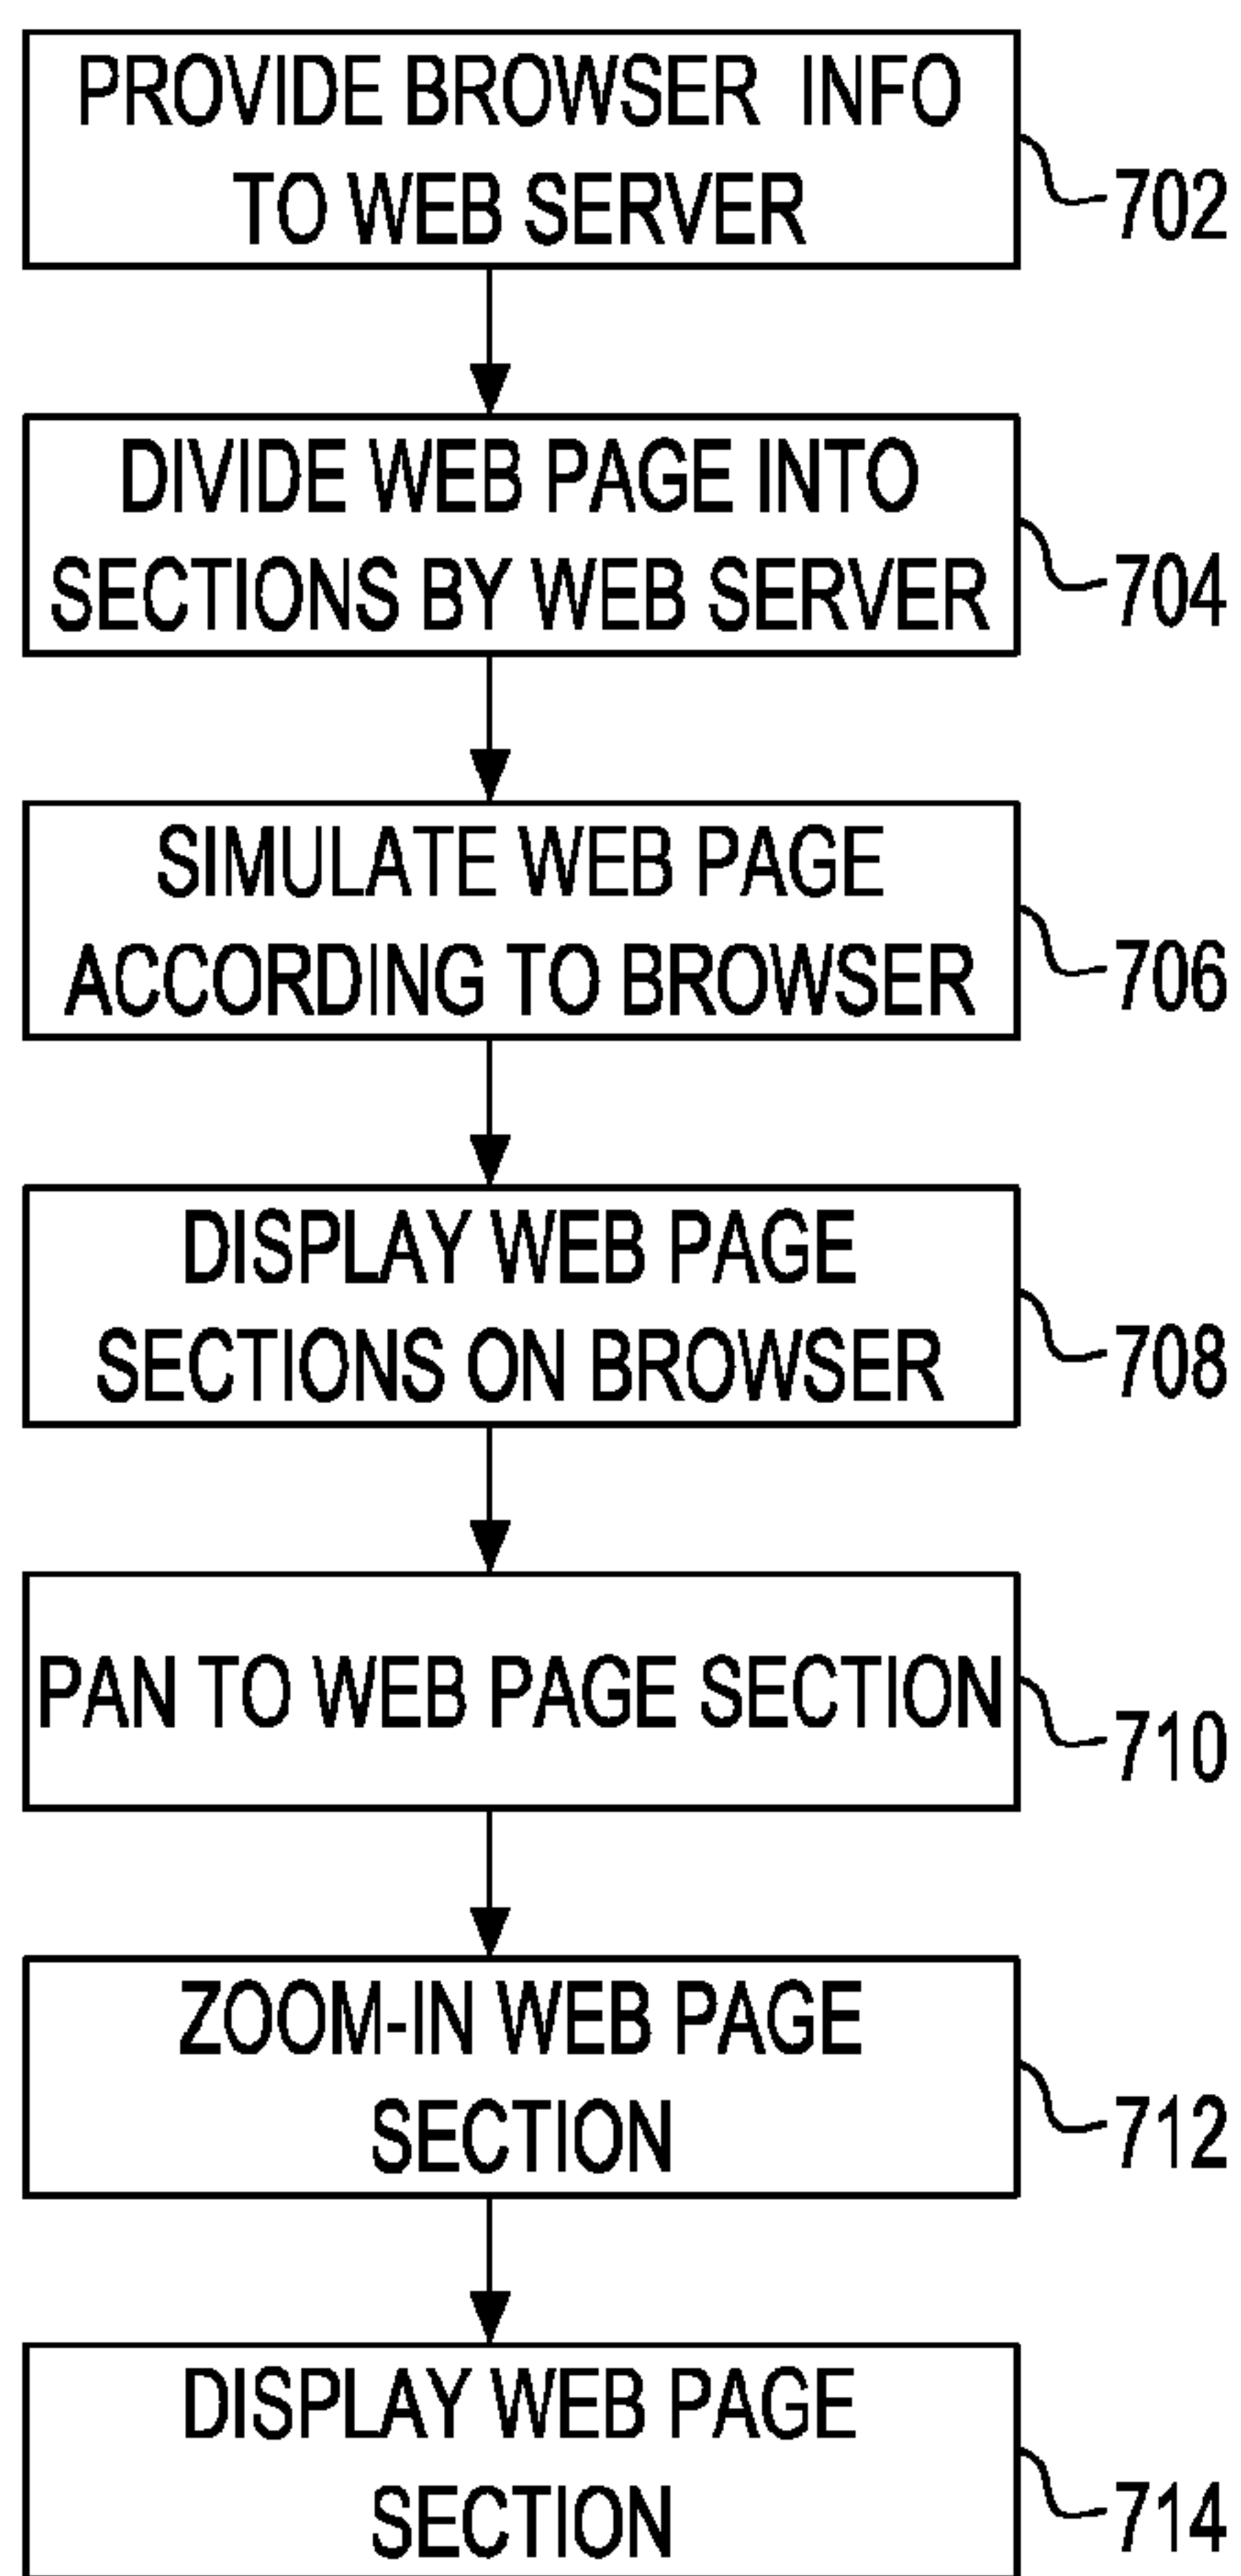 PROVIDE BROWSER INFO
TO WEB SERVER
702
DIVIDE WEB PAGE INTO
SECTIONS BY WEB SERVER
704
SIMULATE WEB PAGE
ACCORDING TO BROWSER
706
DISPLAY WEB PAGE
SECTIONS ON BROWSER
708
PAN TO WEB PAGE SECTION
710
ZOOM-IN WEB PAGE
SECTION
712
DISPLAY WEB PAGE
SECTION
714